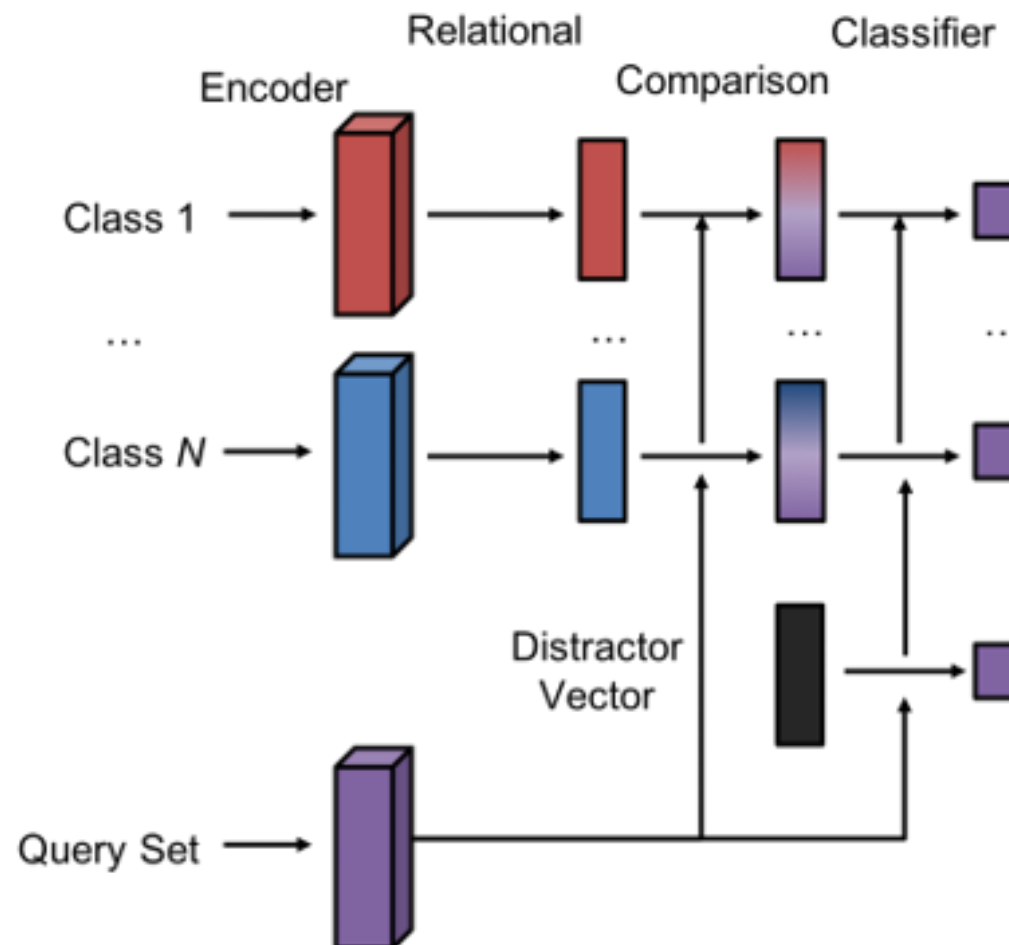 Relational
Classifier
Encoder
Comparison
Class 1
...
...
...
...
Class N
Distractor
Vector
Query Set